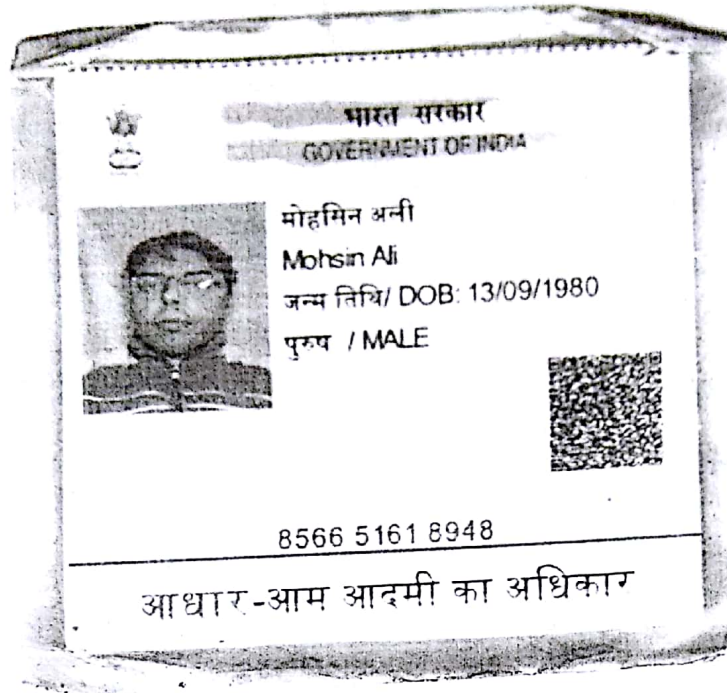 भारत सरकार
GOVERNMENT OF INDIA
मोहमिन अली
Mohsin Ali
जन्म तिथि/ DOB: 13/09/1980
पुरुष / MALE
8566 5161 8948
आधार-आम आदमी का अधिकार